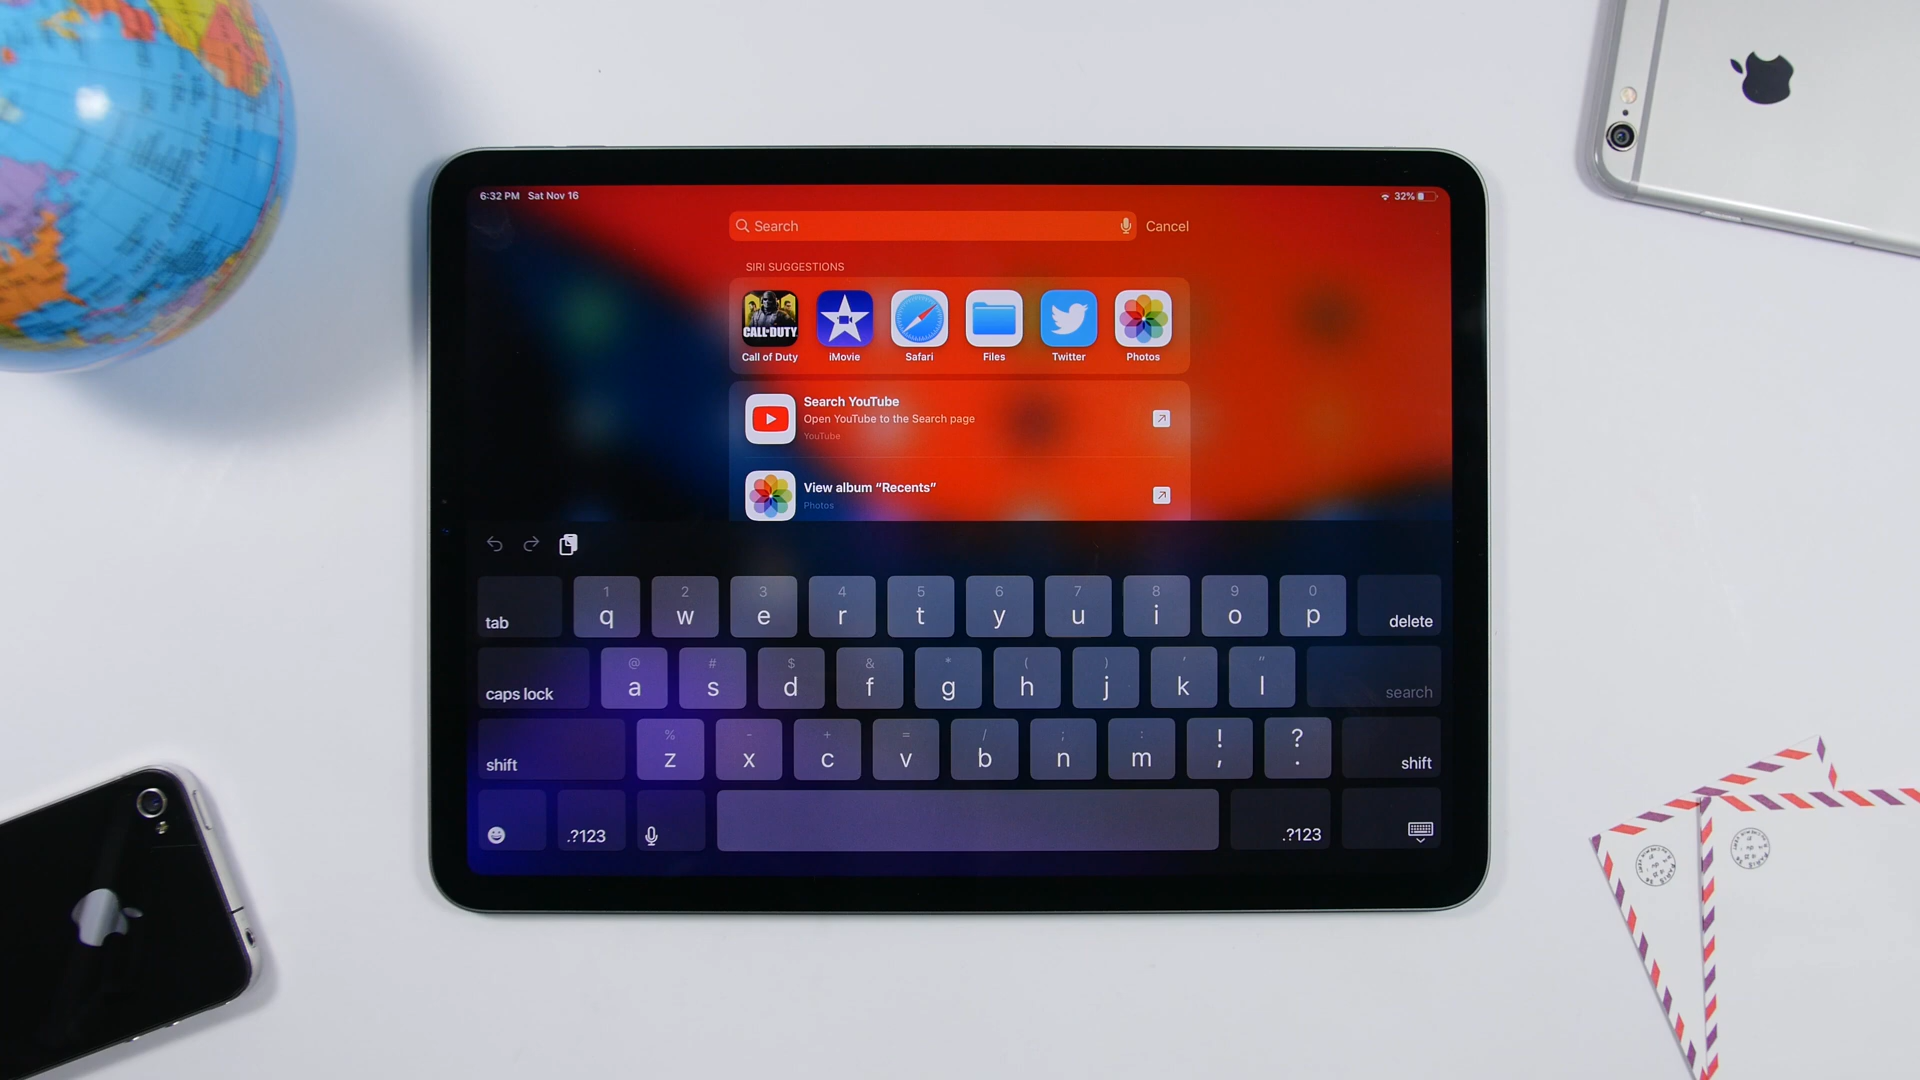 6:32 PM Sat Nov 16
32%
Search
Cancel
SIRI SUGGESTIONS
CALL OF DUTY
Call of Duty
iMovie
Safari
Files
Twitter
Photos
Search YouTube
Open YouTube to the Search page
YouTube
View album “Recents”
Photos
1 2 3 4 5 6 7 8 9 0
tab q w e r t y u i o p delete
@ # $ & * ( ) ' "
caps lock a s d f g h j k l search
% - + = / ; : ! ?
shift z x c v b n m , . shift
.?123
.?123
PARIS